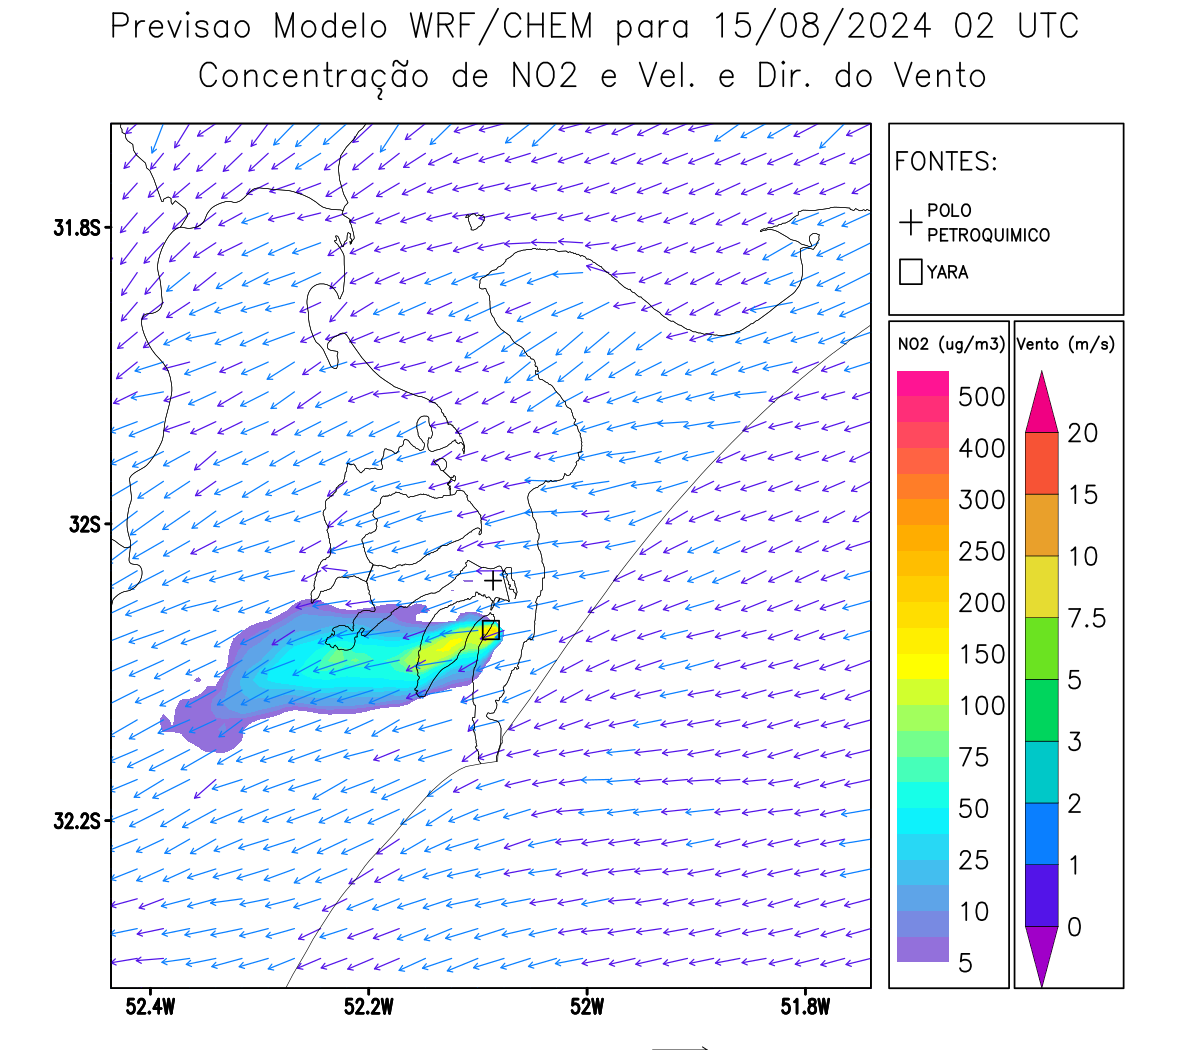 Previsao Modelo WRF/CHEM para 15/08/2024 02 UTC
Concentração de NO2 e Vel. e Dir. do Vento
FONTES:
POLO
PETROQUIMICO
YARA
NO2 (ug/m3)
500
400
300
250
200
150
100
75
50
25
10
5
Vento (m/s)
20
15
10
7.5
5
3
2
1
0
31.8S
32S
32.2S
52.4W
52.2W
52W
51.8W